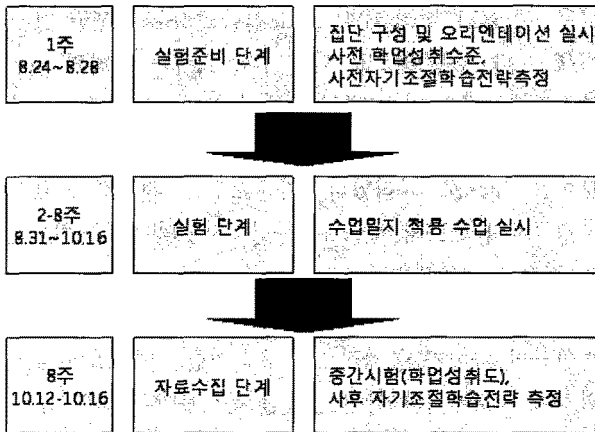 1주
8.24~8.28
실험준비 단계
집단 구성 및 오리엔테이션 실시
사전 학업성취수준,
사전자기조절학습전략측정
2-8주
8.31~10.16
실험 단계
수업일지 적용 수업 실시
8주
10.12-10.16
자료수집 단계
중간시험(학업성취도),
사후 자기조절학습전략 측정